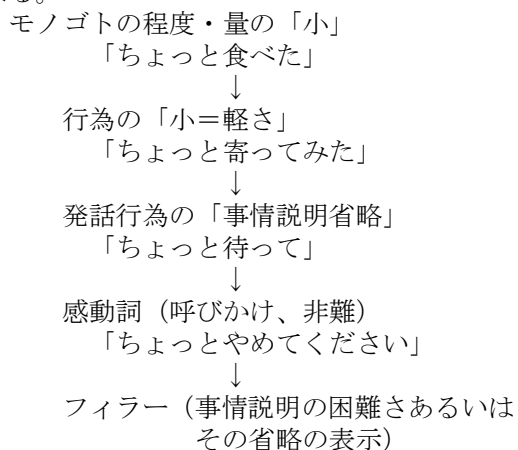 る。
モノゴトの程度・量の「小」
「ちょっと食べた」
↓
行為の「小＝軽さ」
「ちょっと寄ってみた」
↓
発話行為の「事情説明省略」
「ちょっと待って」
↓
感動詞（呼びかけ、非難）
「ちょっとやめてください」
↓
フィラー（事情説明の困難さあるいは
その省略の表示）